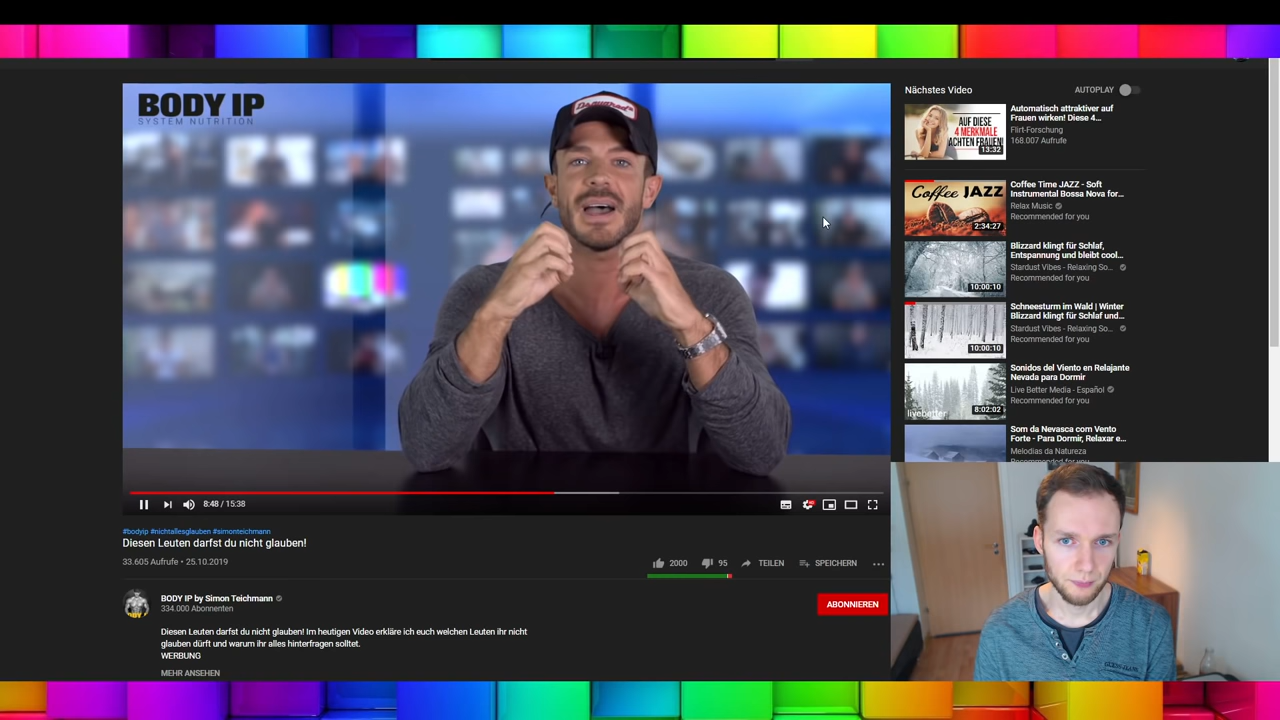 BODY IP
SYSTEM NUTRITION
8:48 / 15:38
#bodyip #nichtallesglauben #simonteichmann
Diesen Leuten darfst du nicht glauben!
33.605 Aufrufe • 25.10.2019
2000
95
TEILEN
SPEICHERN
BODY IP by Simon Teichmann
334.000 Abonnenten
ABONNIEREN
Diesen Leuten darfst du nicht glauben! Im heutigen Video erkläre ich euch welchen Leuten ihr nicht
glauben dürft und warum ihr alles hinterfragen solltet.
WERBUNG
MEHR ANSEHEN
Nächstes Video
AUTOPLAY
AUF DIESE
4 MERKMALE
ACHTEN FRAUEN!
13:32
Automatisch attraktiver auf
Frauen wirken! Diese 4...
Flirt-Forschung
168.007 Aufrufe
Coffee JAZZ
2:34:27
Coffee Time JAZZ - Soft
Instrumental Bossa Nova for...
Relax Music
Recommended for you
10:00:10
Blizzard klingt für Schlaf,
Entspannung und bleibt cool...
Stardust Vibes - Relaxing So...
Recommended for you
10:00:10
Schneesturm im Wald | Winter
Blizzard klingt für Schlaf und...
Stardust Vibes - Relaxing So...
Recommended for you
livebetter
8:02:02
Sonidos del Viento en Relajante
Nevada para Dormir
Live Better Media - Español
Recommended for you
Som da Nevasca com Vento
Forte - Para Dormir, Relaxar e...
Melodias da Natureza
Recommended for you